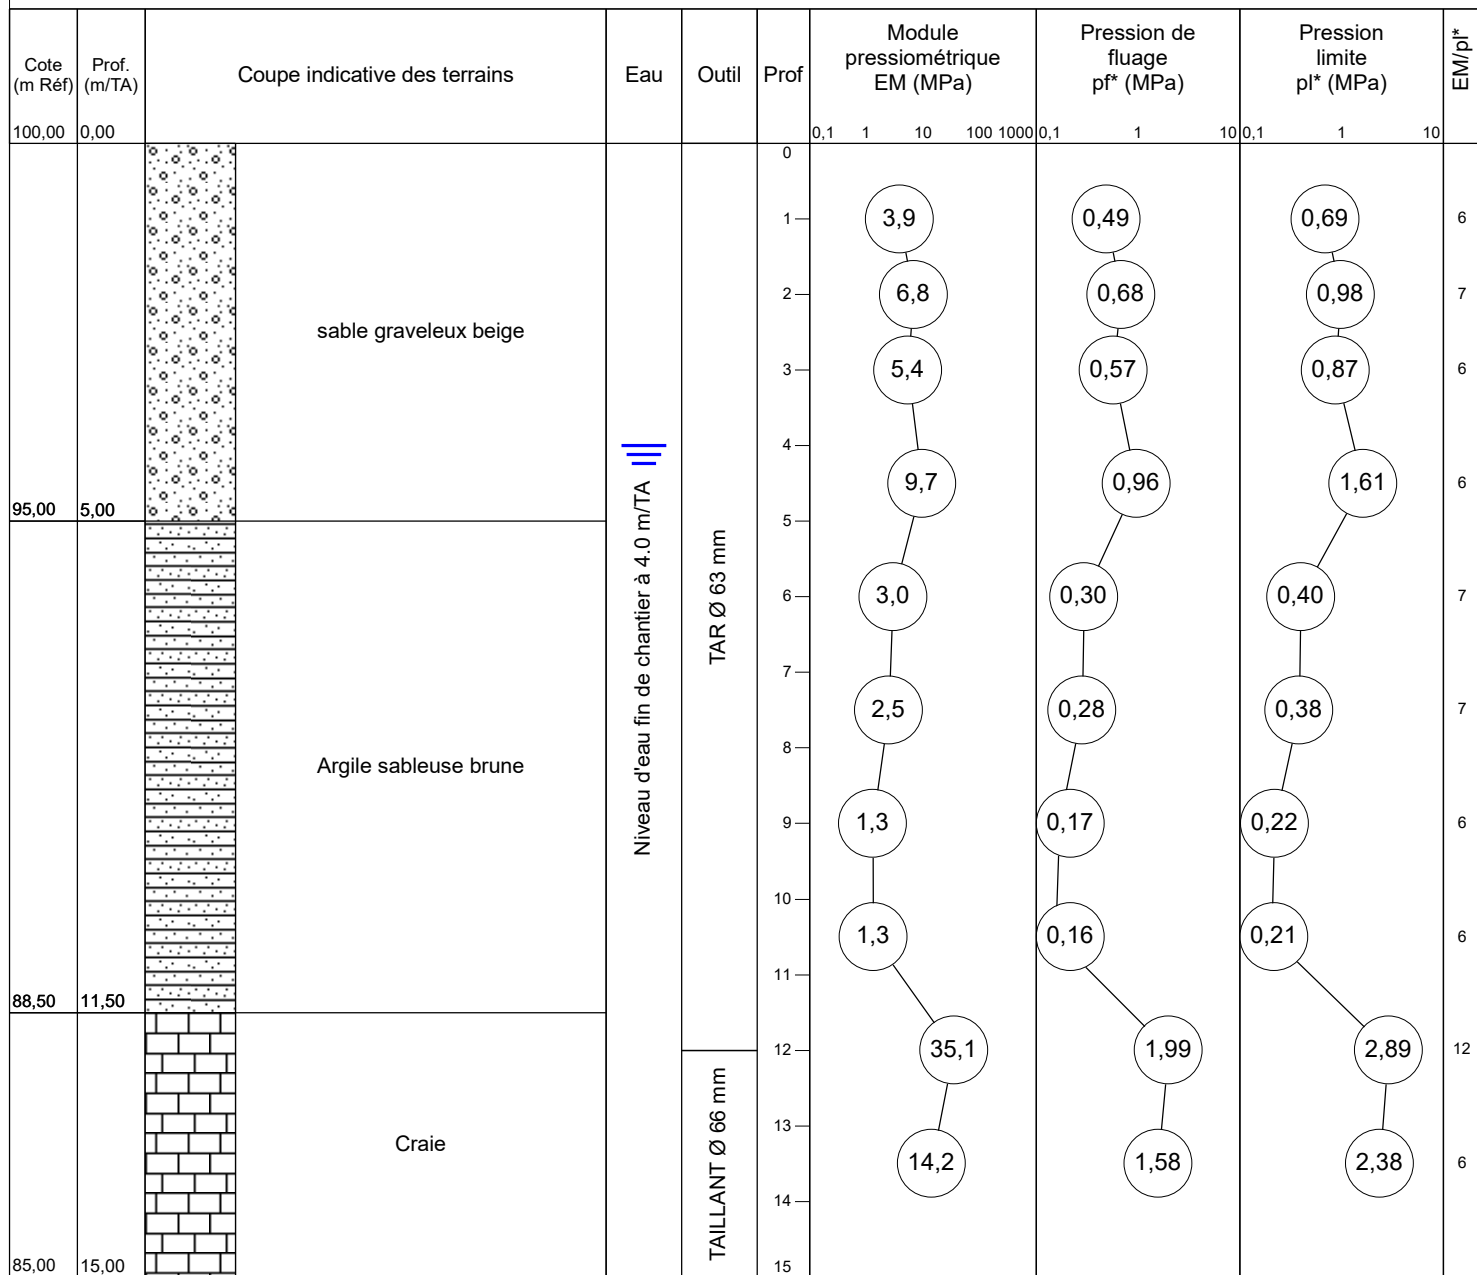 Cote
(m Réf)
Prof.
(m/TA)
Coupe indicative des terrains
Eau
Outil
Prof
Module
pressiométrique
EM (MPa)
Pression de
fluage
pf* (MPa)
Pression
limite
pl* (MPa)
EM/pl*
100,00 0,00
0,1 1 10 100 1000
0,1 1 10
0,1 1 10
0
1 3,9 0,49 0,69 6
2 6,8 0,68 0,98 7
sable graveleux beige
3 5,4 0,57 0,87 6
4
9,7 0,96 1,61 6
95,00 5,00
5
Niveau d'eau fin de chantier à 4.0 m/TA
TAR Ø 63 mm
6 3,0 0,30 0,40 7
7
2,5 0,28 0,38 7
8
Argile sableuse brune
9 1,3 0,17 0,22 6
10
1,3 0,16 0,21 6
11
88,50 11,50
12 35,1 1,99 2,89 12
TAILLANT Ø 66 mm
13
Craie
14,2 1,58 2,38 6
14
85,00 15,00
15